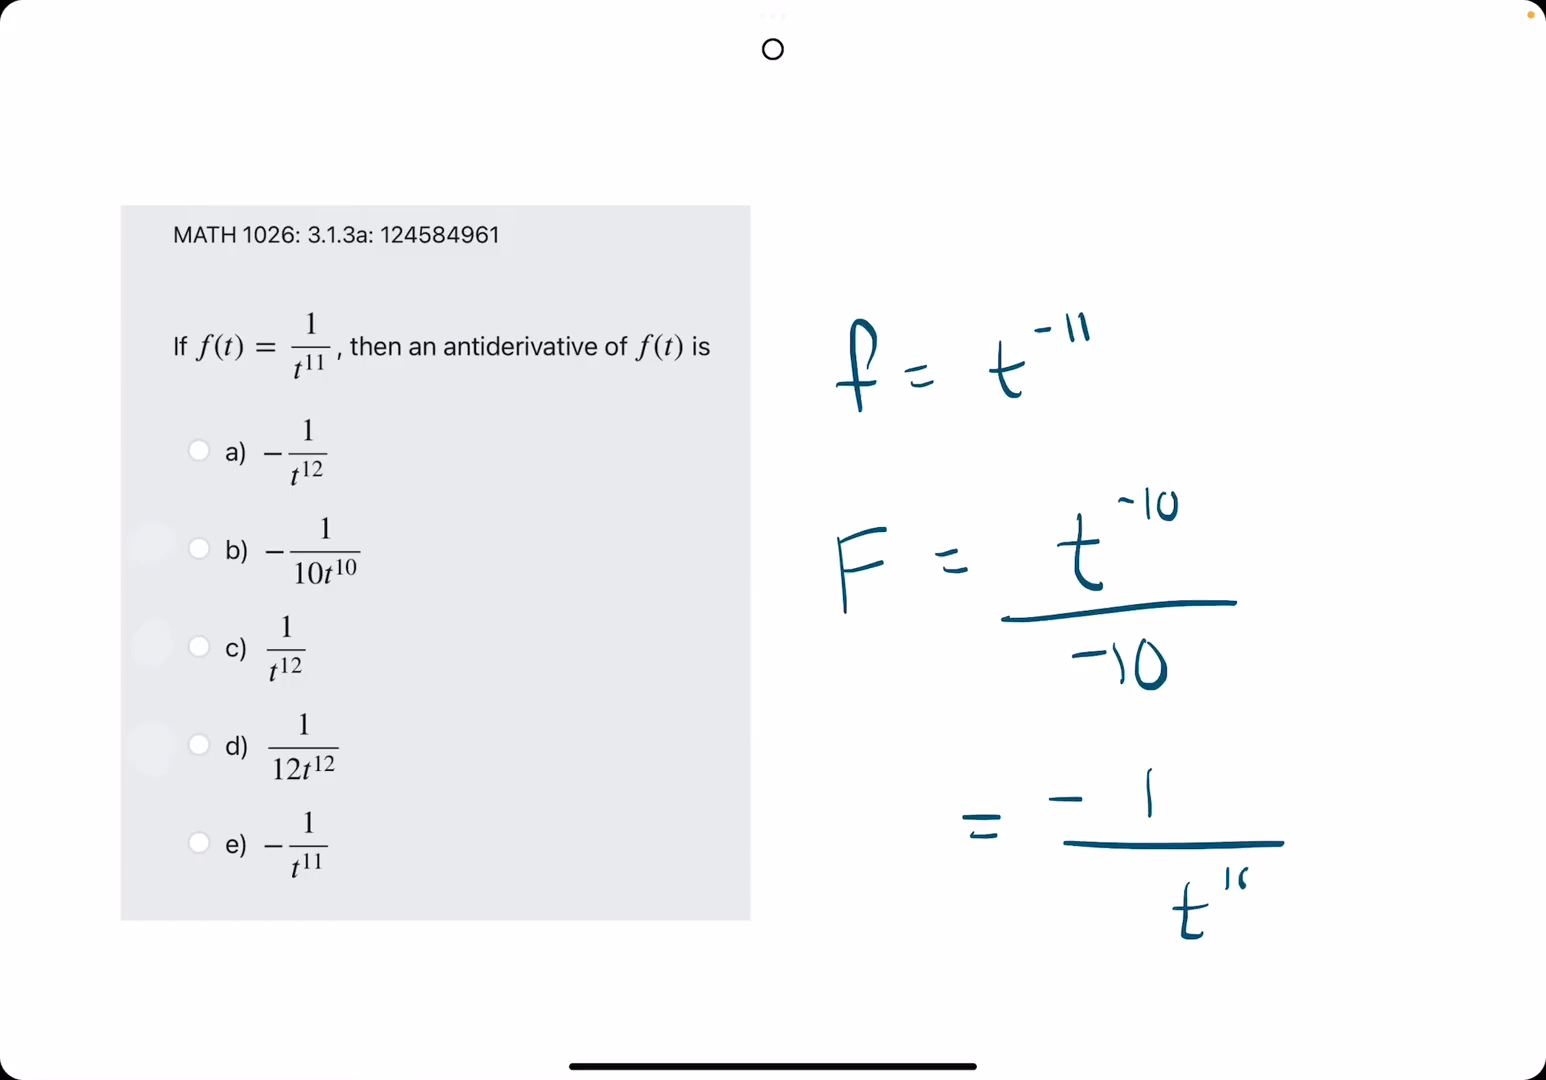 MATH 1026: 3.1.3a: 124584961
If f(t) = 1/t^11, then an antiderivative of f(t) is
a) −1/t^12
b) −1/(10t^10)
c) 1/t^12
d) 1/(12t^12)
e) −1/t^11
f = t^-11
F = t^-10/-10
= -1/t^1